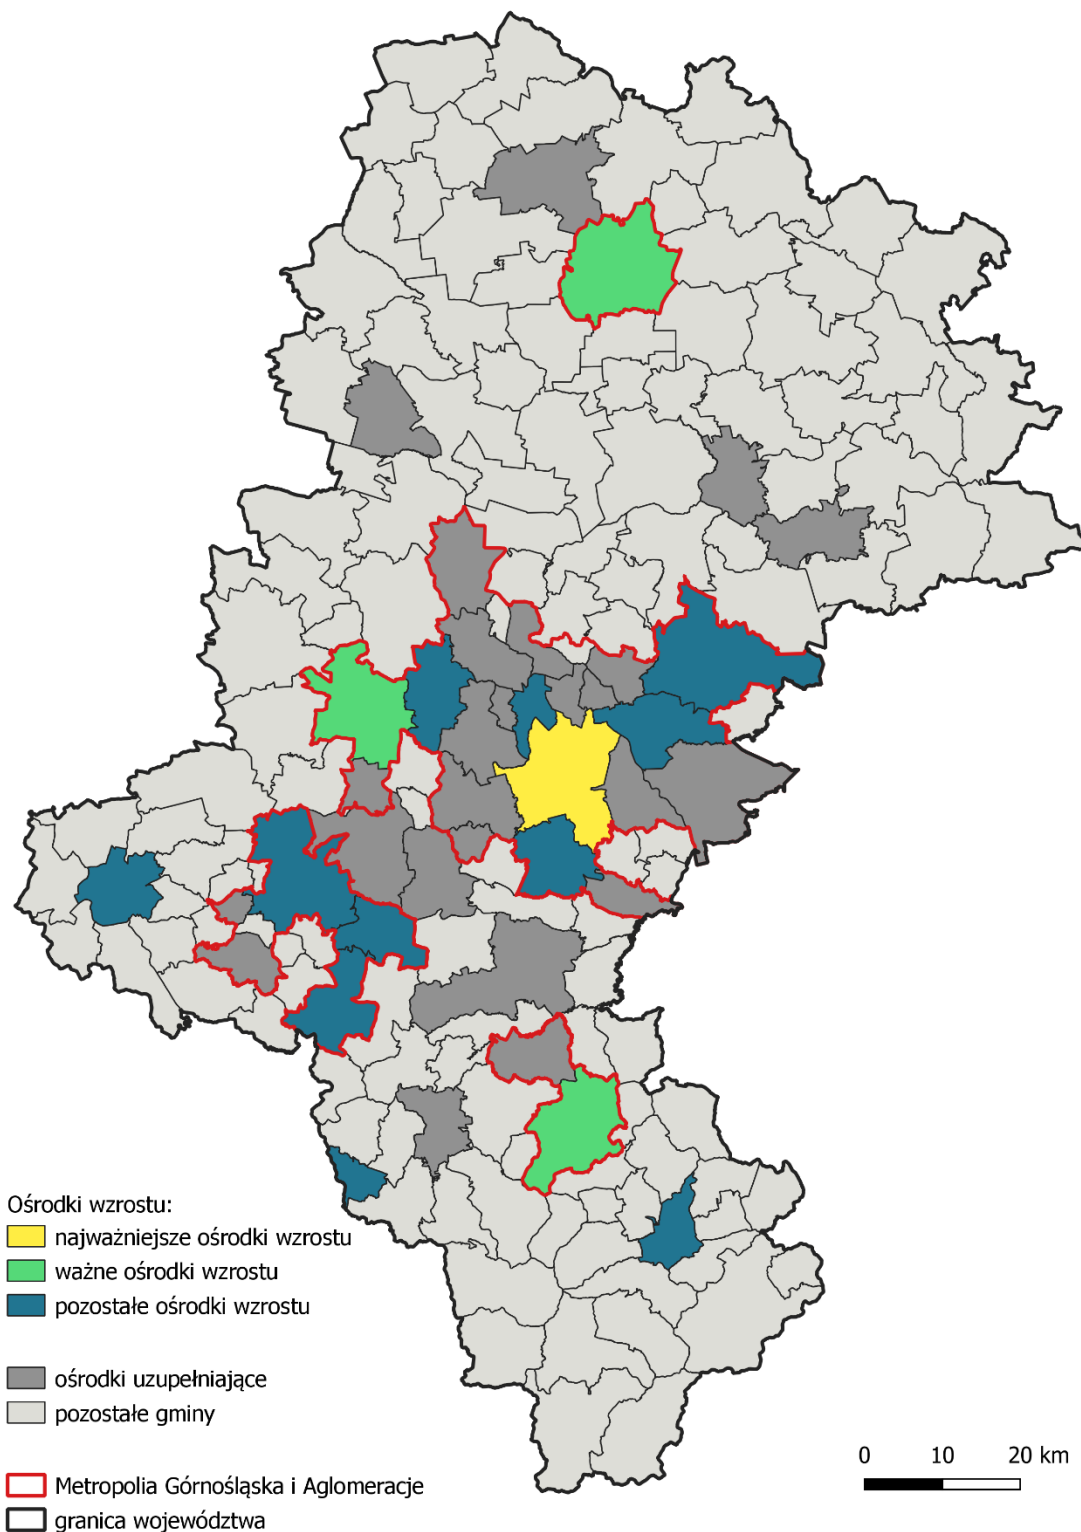 Ośrodki wzrostu:
najważniejsze ośrodki wzrostu
ważne ośrodki wzrostu
pozostałe ośrodki wzrostu
ośrodki uzupełniające
pozostałe gminy
0 10 20 km
Metropolia Górnośląska i Aglomeracje
granica województwa